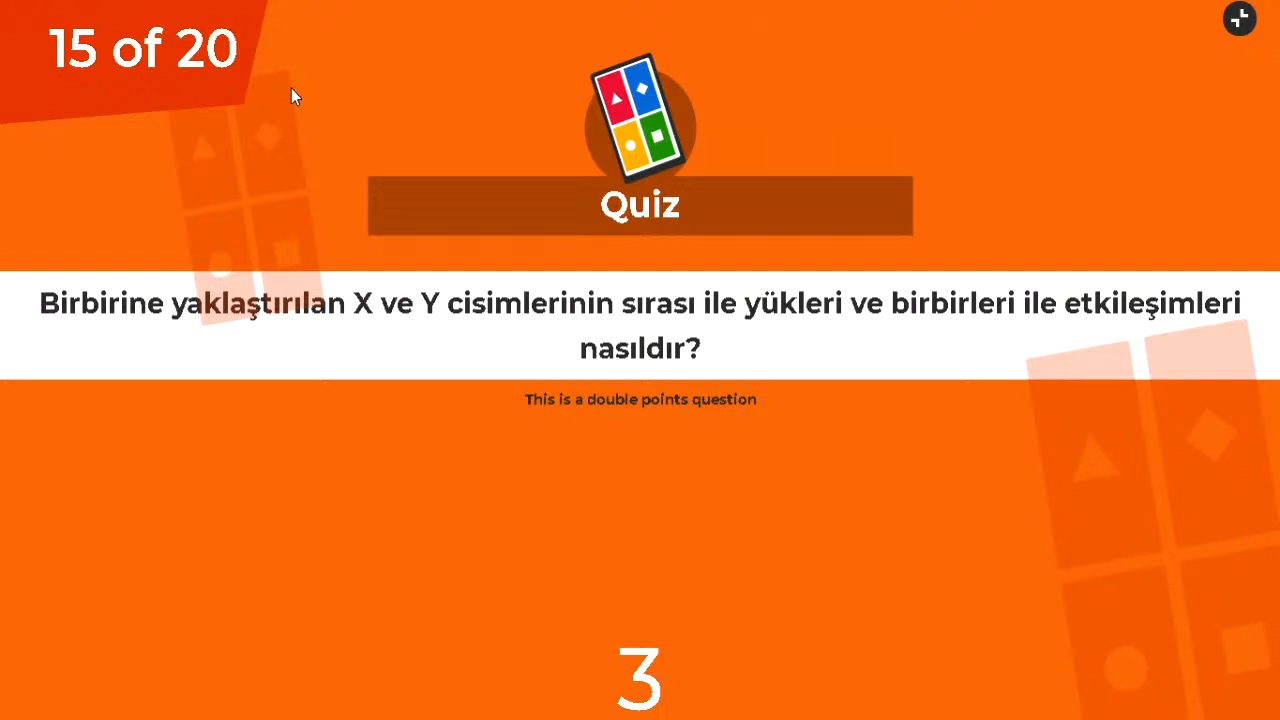 15 of 20
Quiz
Birbirine yaklaştırılan X ve Y cisimlerinin sırası ile yükleri ve birbirleri ile etkileşimleri
nasıldır?
This is a double points question
3